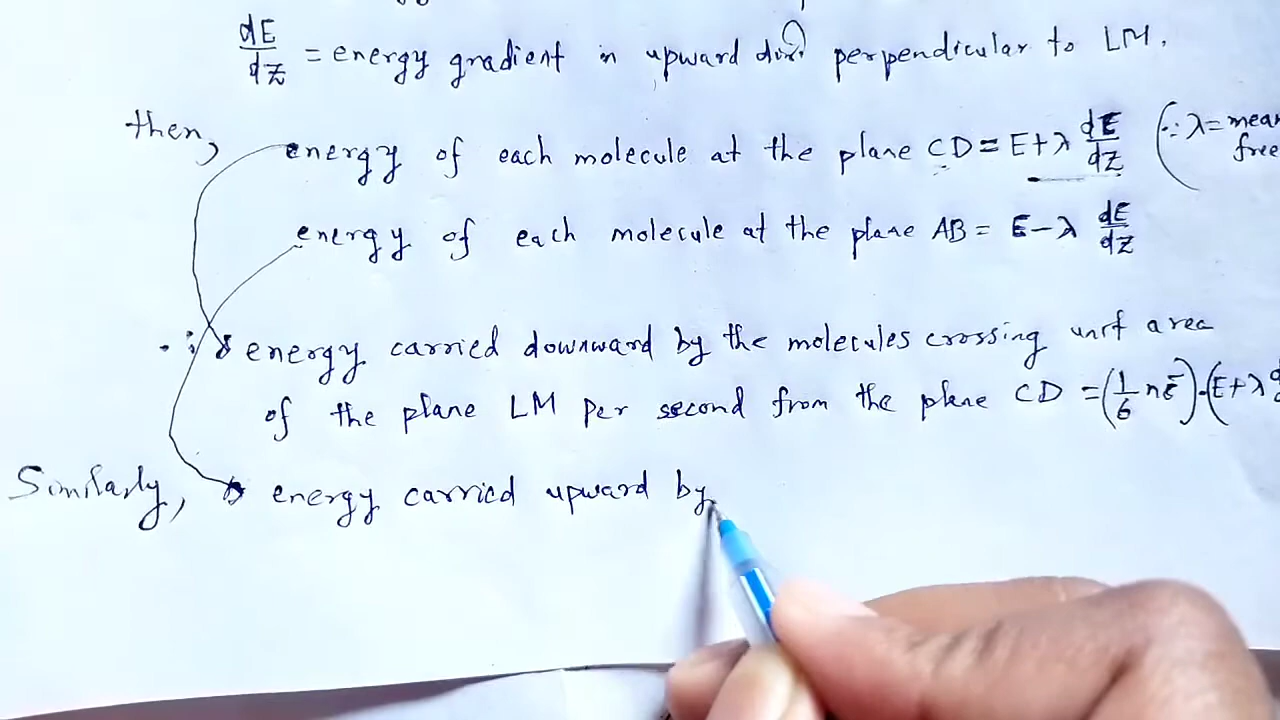 dE/dz = energy gradient in upward dirn perpendicular to LM.
then, energy of each molecule at the plane CD = E+λ dE/dz (∵ λ = mean
free
energy of each molecule at the plane AB = E-λ dE/dz
∴ energy carried downward by the molecules crossing unit area
of the plane LM per second from the plane CD = (1/6 nc̄)·(E+λ d
Similarly, energy carried upward by